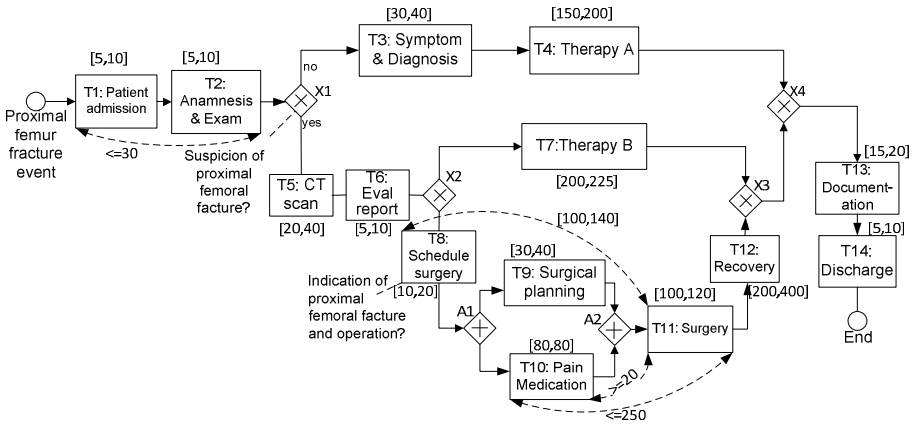 [30,40]
[150,200]
T3: Symptom
& Diagnosis
T4: Therapy A
no
[5,10]
[5,10]
T1: Patient
admission
T2:
Anamnesis
& Exam
X1
X4
Proximal
femur
fracture
event
<=30
yes
Suspicion of
proximal
femoral
facture?
T7:Therapy B
[200,225]
[15,20]
T13:
Document-
ation
T5: CT
scan
[20,40]
T6:
Eval
report
[5,10]
X2
X3
[100,140]
T8:
Schedule
surgery
[10,20]
[5,10]
T14:
Discharge
T12:
Recovery
[200,400]
Indication of
proximal
femoral facture
and operation?
[30,40]
T9: Surgical
planning
[100,120]
A1
A2
T11: Surgery
[80,80]
T10: Pain
Medication
>=20
<=250
End